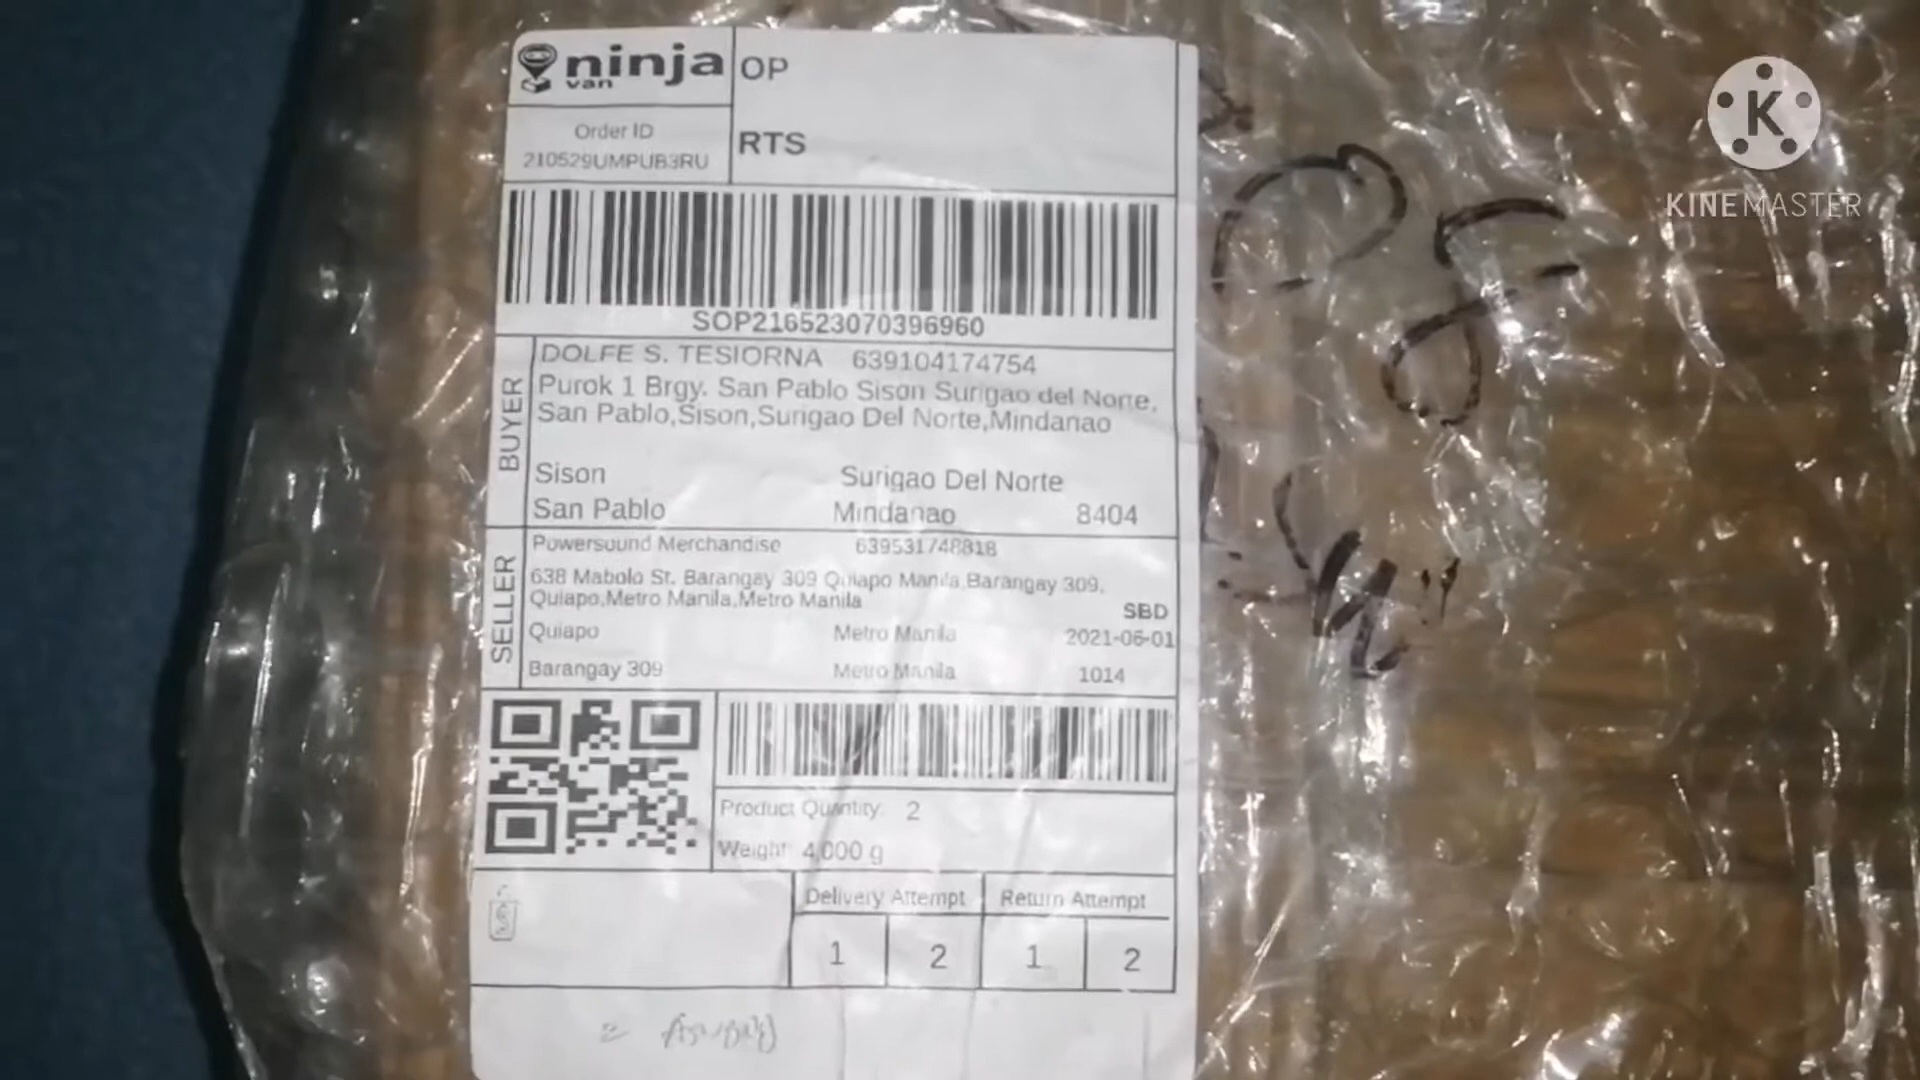 ninja
van
OP
Order ID
210529UMPUB3RU
RTS
SOP216523070396960
BUYER
DOLFE S. TESIORNA 639104174754
Purok 1 Brgy. San Pablo Sison Surigao del Norte,
San Pablo,Sison,Surigao Del Norte,Mindanao
Sison Surigao Del Norte
San Pablo Mindanao 8404
SELLER
Powersound Merchandise 639531748818
638 Mabolo St. Barangay 309 Quiapo Manila,Barangay 309,
Quiapo,Metro Manila,Metro Manila
SBD
Quiapo Metro Manila 2021-06-01
Barangay 309 Metro Manila 1014
Product Quantity: 2
Weight: 4,000 g
Delivery Attempt Return Attempt
1 2 1 2
K
KINEMASTER